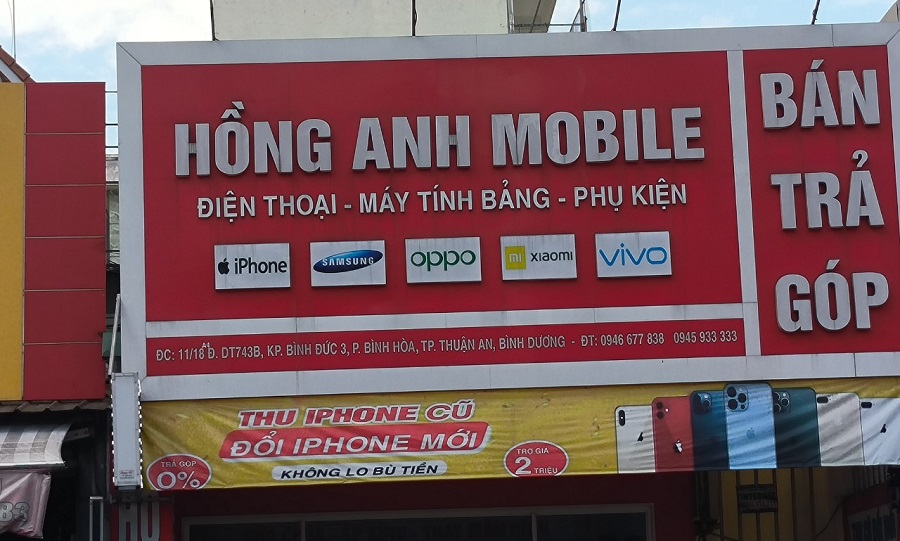 HỒNG ANH MOBILE
ĐIỆN THOẠI - MÁY TÍNH BẢNG - PHỤ KIỆN
iPhone SAMSUNG oppo mi xiaomi vivo
ĐC: 11/18 Đ. DT743B, KP. BÌNH ĐỨC 3, P. BÌNH HÒA, TP. THUẬN AN, BÌNH DƯƠNG - ĐT: 0946 677 838 0945 933 333
BÁN
TRẢ
GÓP
THU IPHONE CŨ
ĐỔI IPHONE MỚI
KHÔNG LO BÙ TIỀN
TRẢ GÓP
0%
TRỢ GIÁ
2
TRIỆU
83